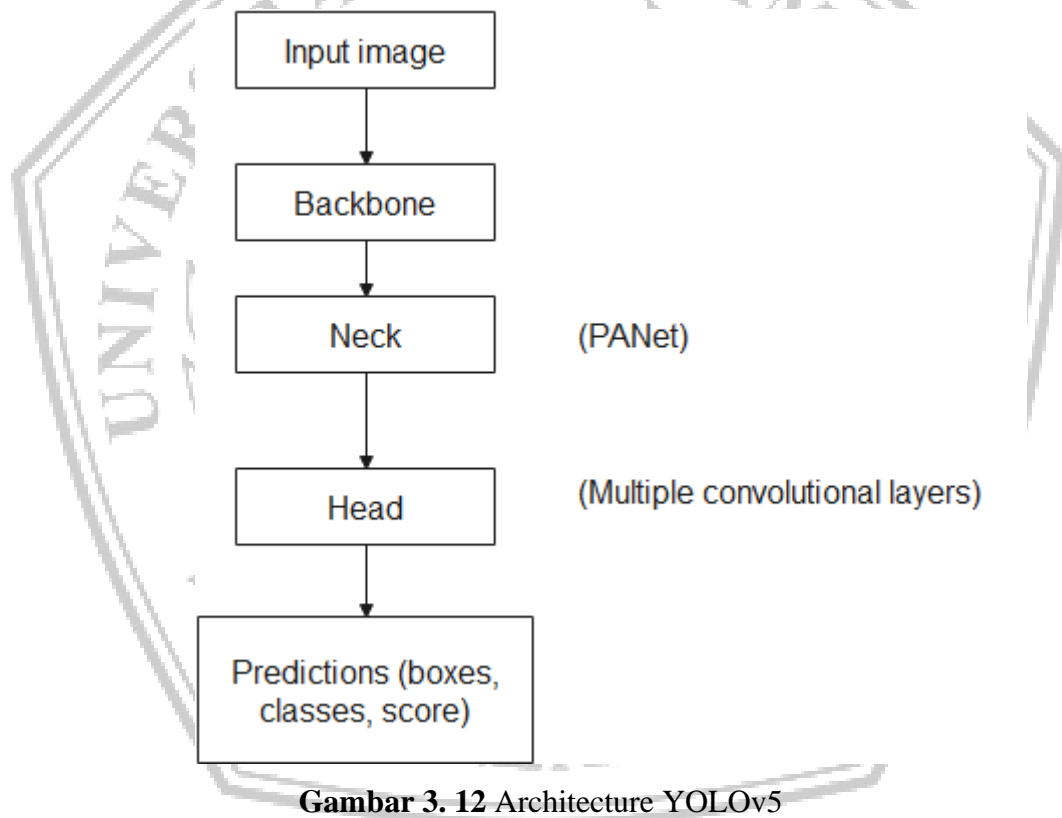 Input image
Backbone
Neck
(PANet)
Head
(Multiple convolutional layers)
Predictions (boxes,
classes, score)
Gambar 3. 12 Architecture YOLOv5